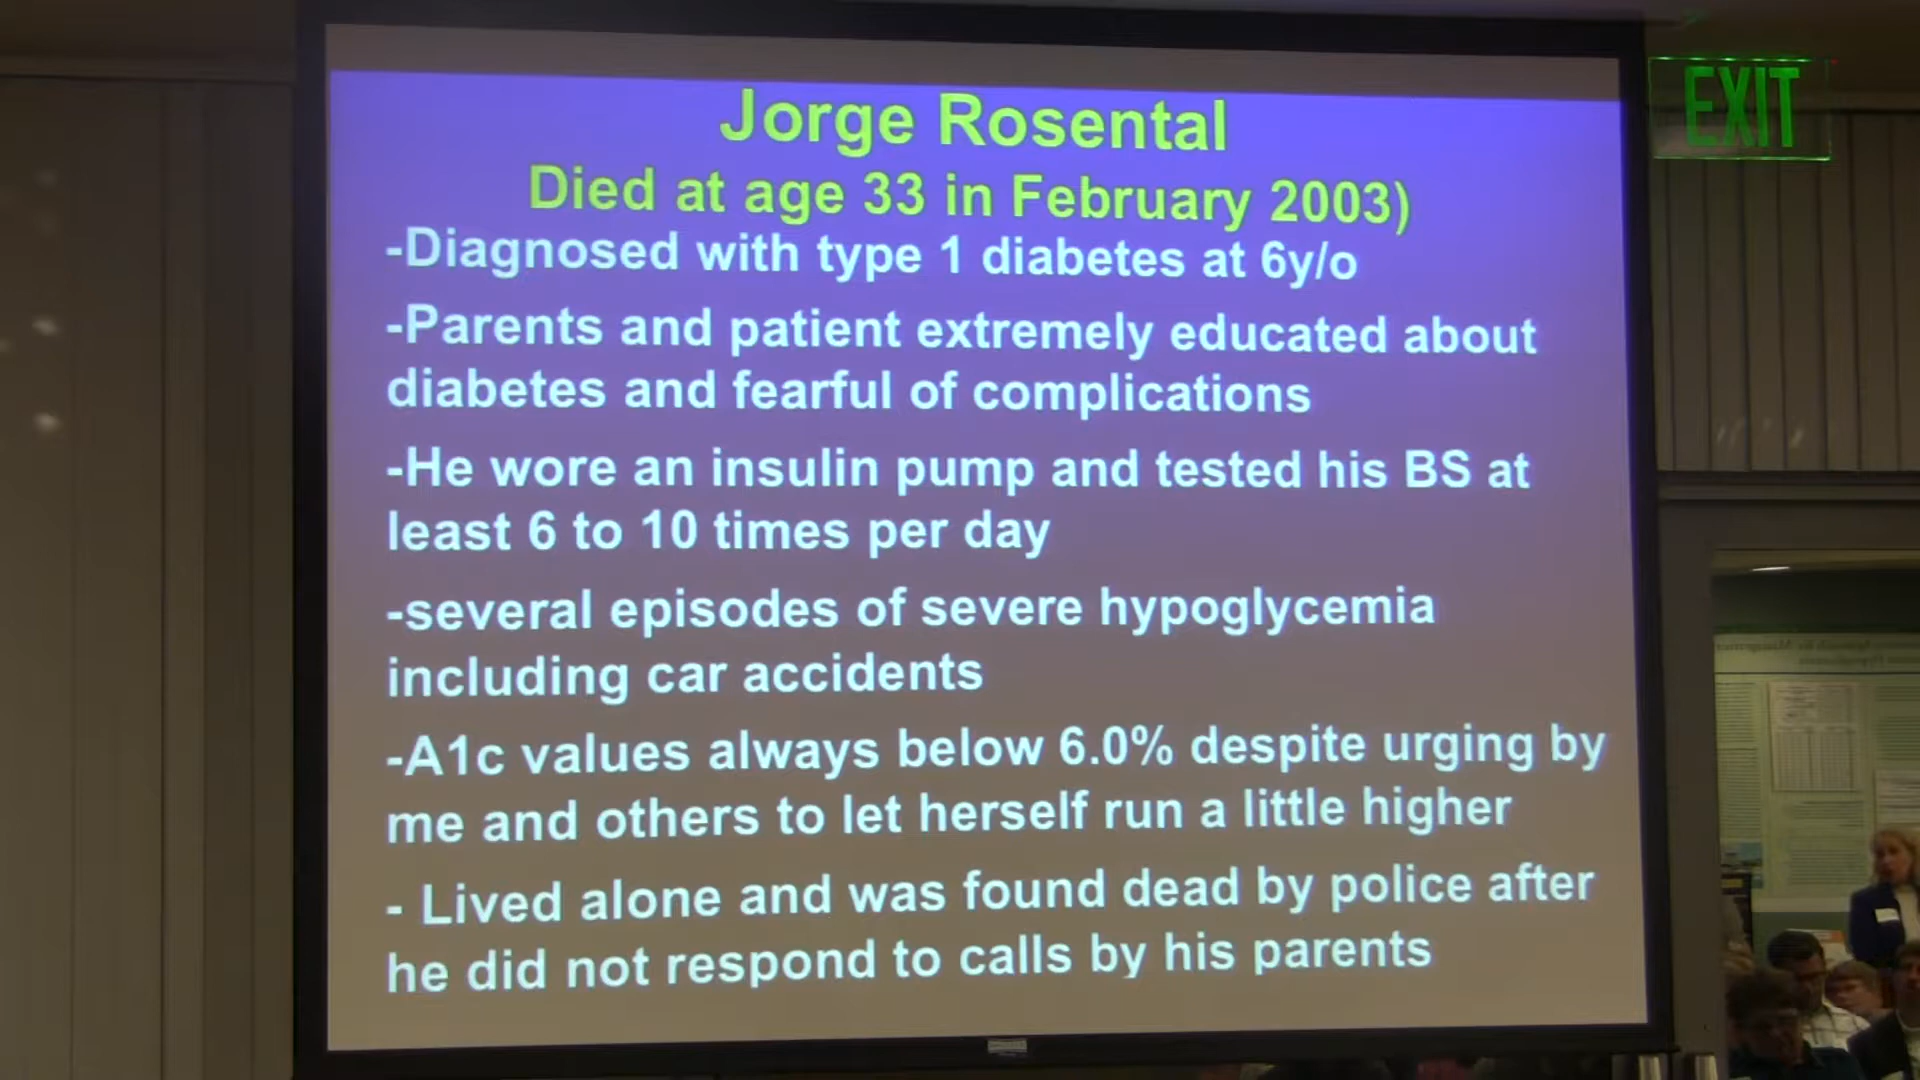 Jorge Rosental
Died at age 33 in February 2003)
-Diagnosed with type 1 diabetes at 6y/o
-Parents and patient extremely educated about
diabetes and fearful of complications
-He wore an insulin pump and tested his BS at
least 6 to 10 times per day
-several episodes of severe hypoglycemia
including car accidents
-A1c values always below 6.0% despite urging by
me and others to let herself run a little higher
- Lived alone and was found dead by police after
he did not respond to calls by his parents
EXIT